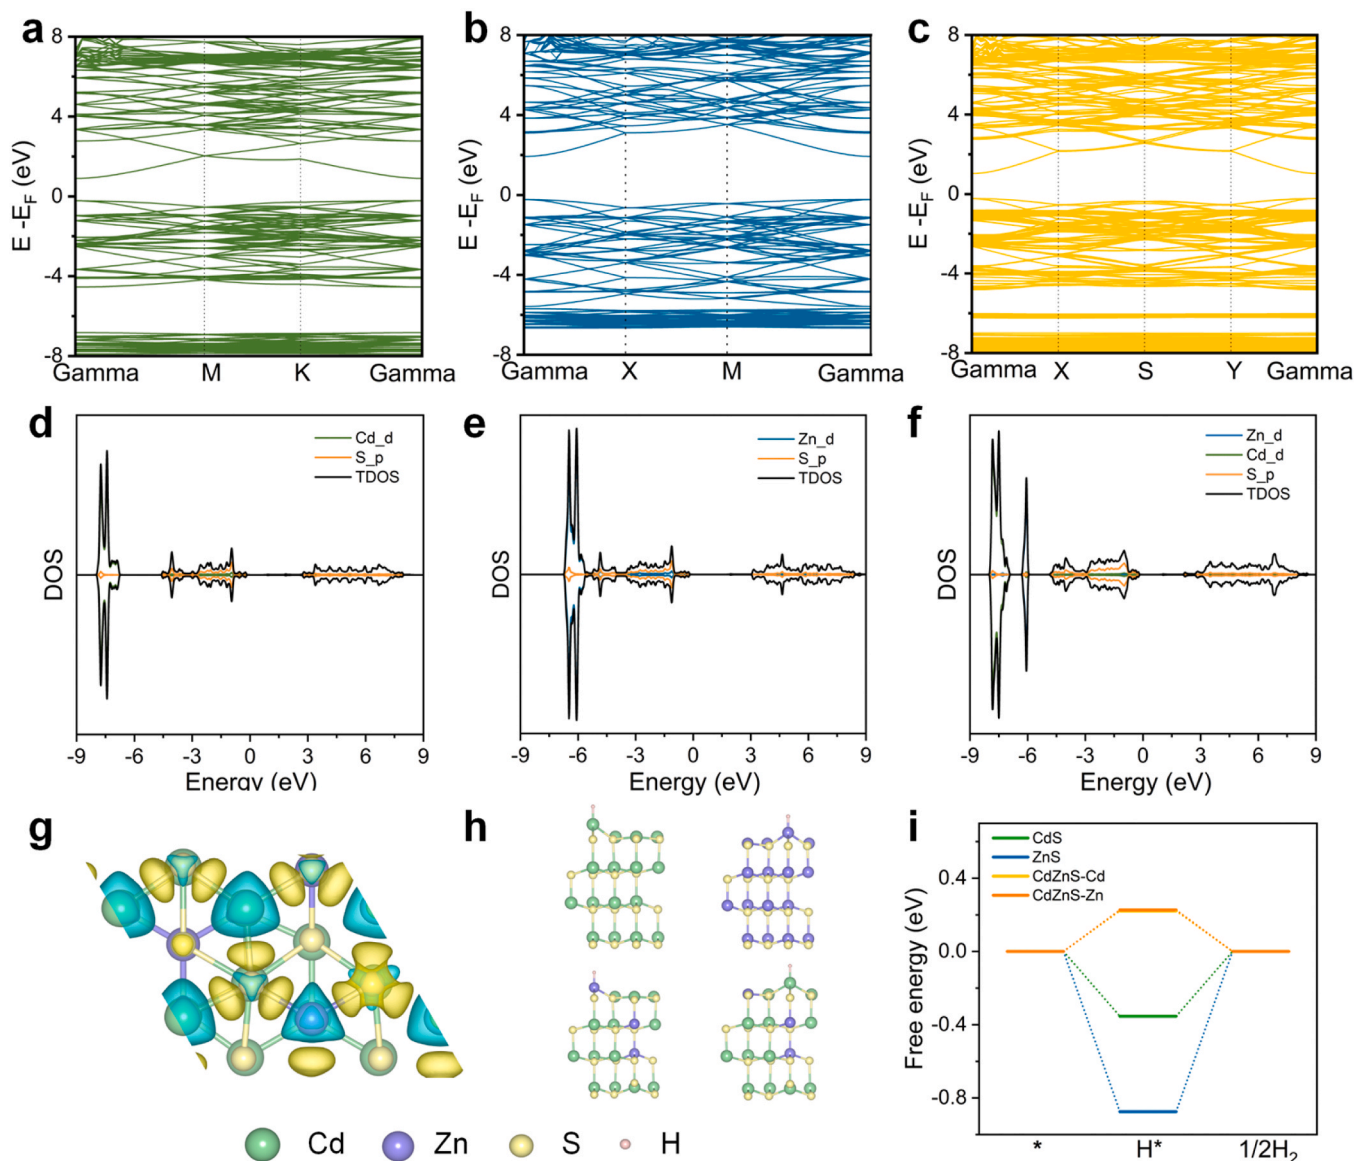 a
8
4
0
-4
-8
E -E_F (eV)
Gamma M K Gamma
b
8
4
0
-4
-8
E -E_F (eV)
Gamma X M Gamma
c
8
4
0
-4
-8
E -E_F (eV)
Gamma X S Y Gamma
d
Cd_d
S_p
TDOS
DOS
-9 -6 -3 0 3 6 9
Energy (eV)
e
Zn_d
S_p
TDOS
DOS
-9 -6 -3 0 3 6 9
Energy (eV)
f
Zn_d
Cd_d
S_p
TDOS
DOS
-9 -6 -3 0 3 6 9
Energy (eV)
g
h
Cd Zn S H
i
CdS
ZnS
CdZnS-Cd
CdZnS-Zn
0.4
0.0
-0.4
-0.8
Free energy (eV)
* H* 1/2H₂